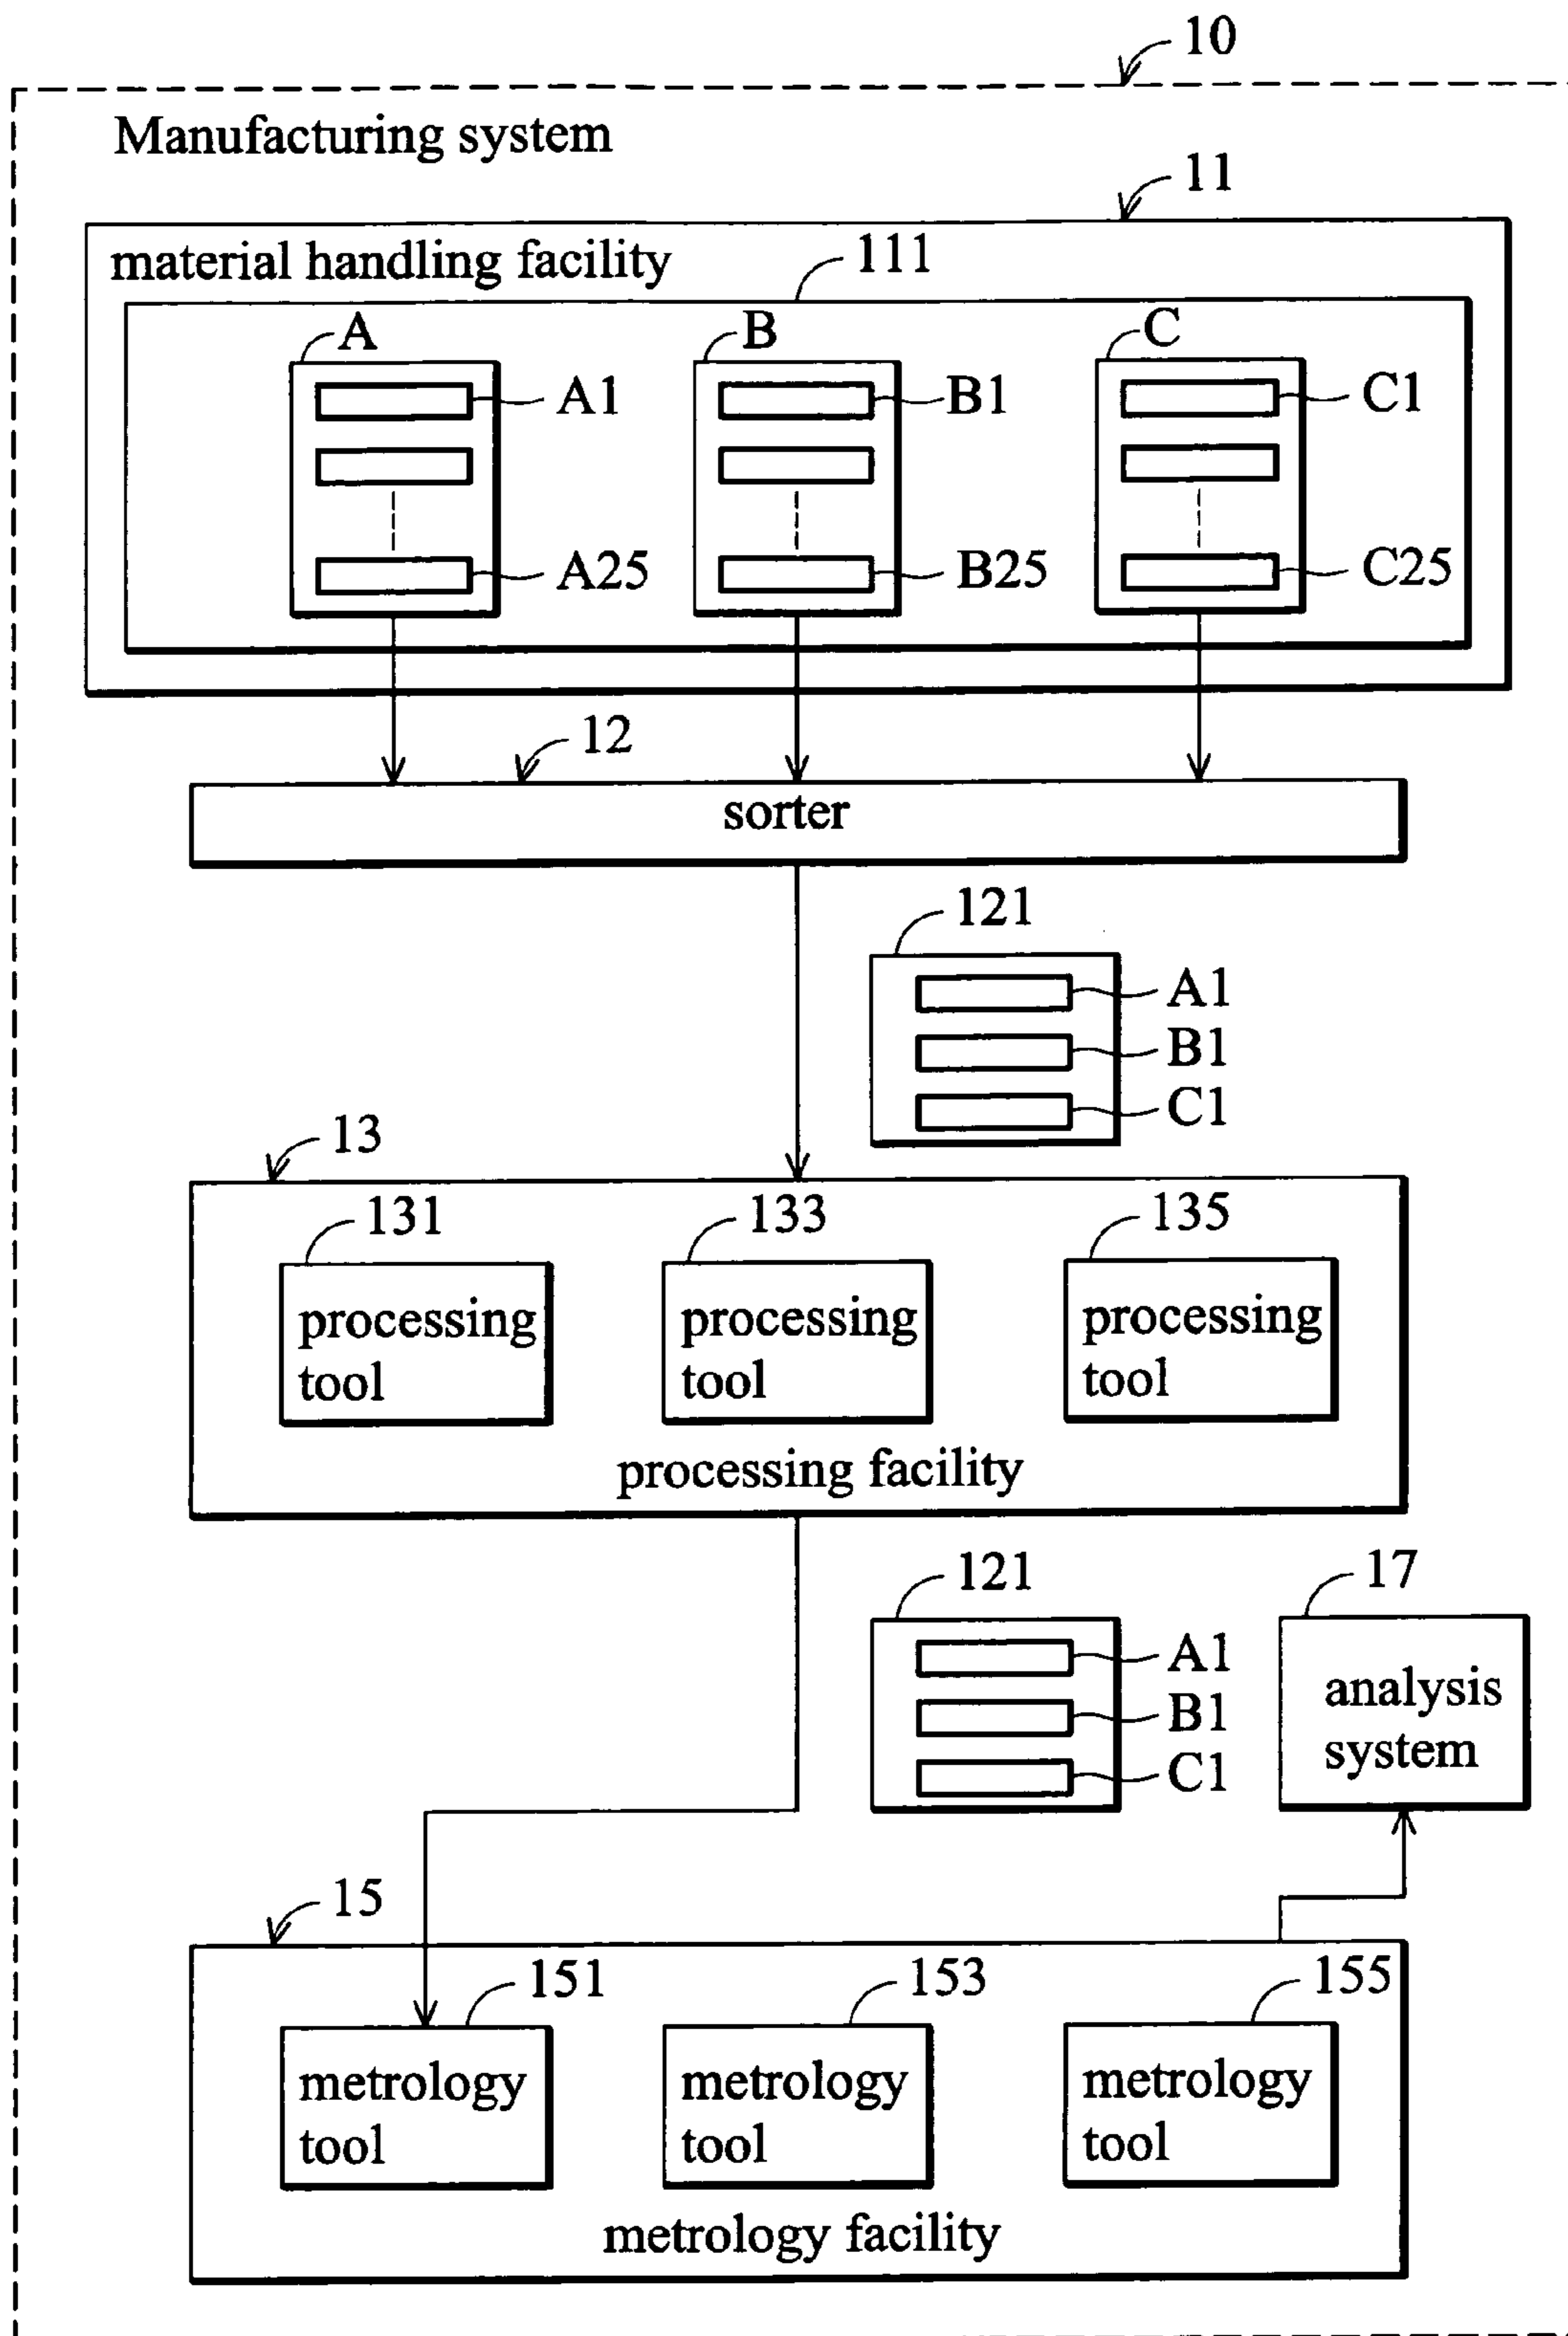 10
Manufacturing system
11
material handling facility
111
A
B
C
A1
B1
C1
A25
B25
C25
12
sorter
121
A1
B1
C1
13
131
133
135
processing
tool
processing
tool
processing
tool
processing facility
121
17
A1
B1
C1
analysis
system
15
151
153
155
metrology
tool
metrology
tool
metrology
tool
metrology facility